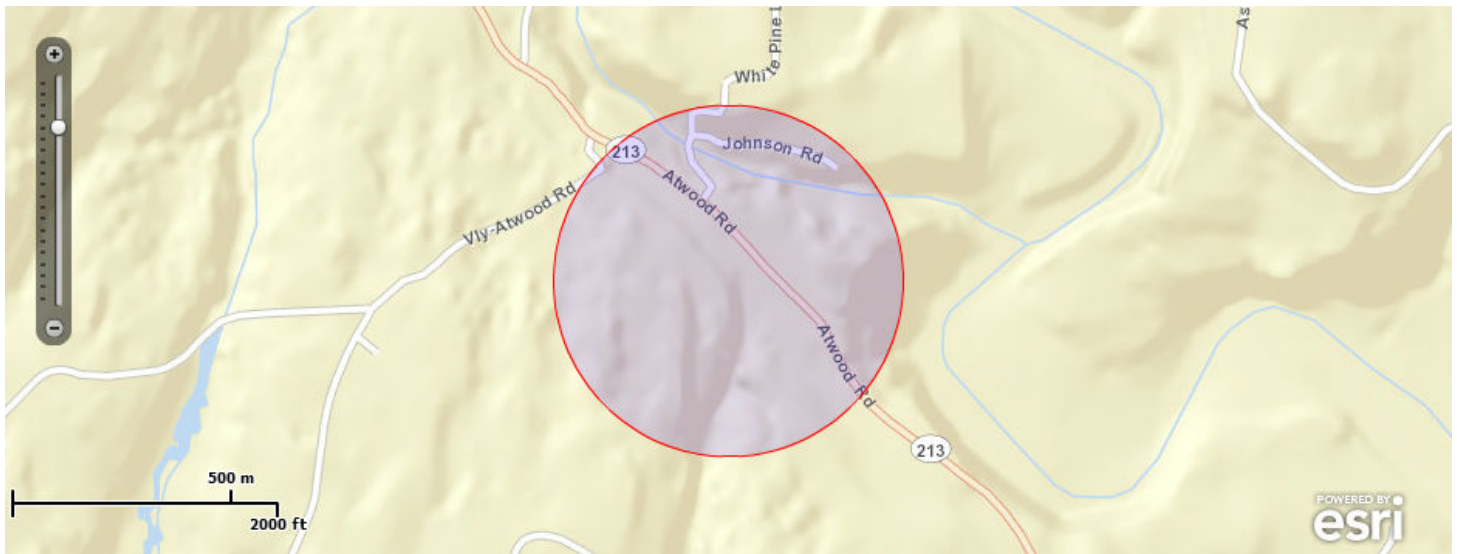 As
White Pine L
213
Johnson Rd
Atwood Rd
Vly-Atwood Rd
Atwood Rd
213
500 m
2000 ft
POWERED BY
esri